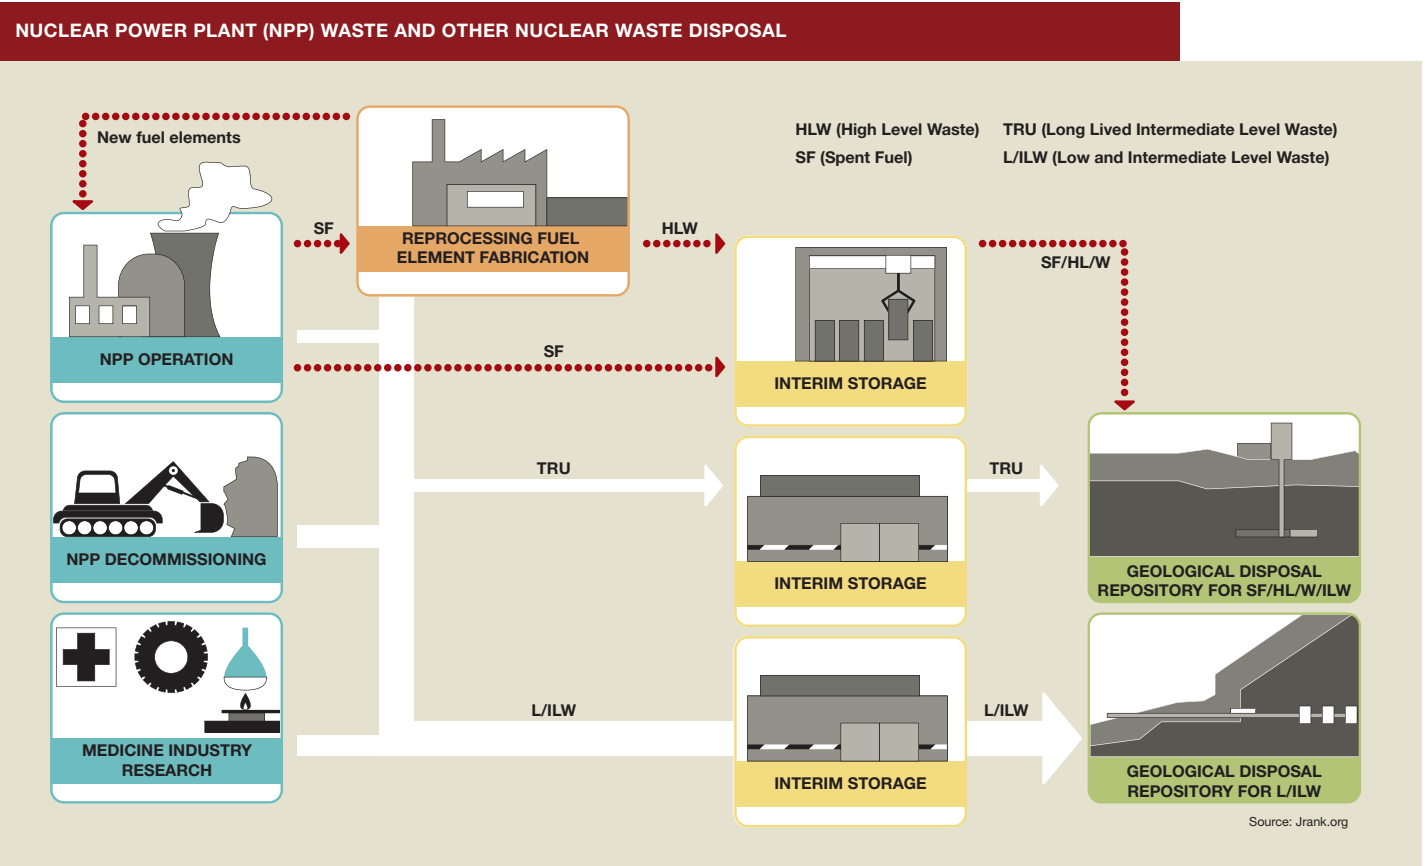 NUCLEAR POWER PLANT (NPP) WASTE AND OTHER NUCLEAR WASTE DISPOSAL
New fuel elements
HLW (High Level Waste)
TRU (Long Lived Intermediate Level Waste)
SF (Spent Fuel)
L/ILW (Low and Intermediate Level Waste)
SF
REPROCESSING FUEL
ELEMENT FABRICATION
HLW
SF/HL/W
NPP OPERATION
SF
INTERIM STORAGE
TRU
TRU
NPP DECOMMISSIONING
INTERIM STORAGE
GEOLOGICAL DISPOSAL
REPOSITORY FOR SF/HL/W/ILW
L/ILW
L/ILW
MEDICINE INDUSTRY
RESEARCH
INTERIM STORAGE
GEOLOGICAL DISPOSAL
REPOSITORY FOR L/ILW
Source: Jrank.org